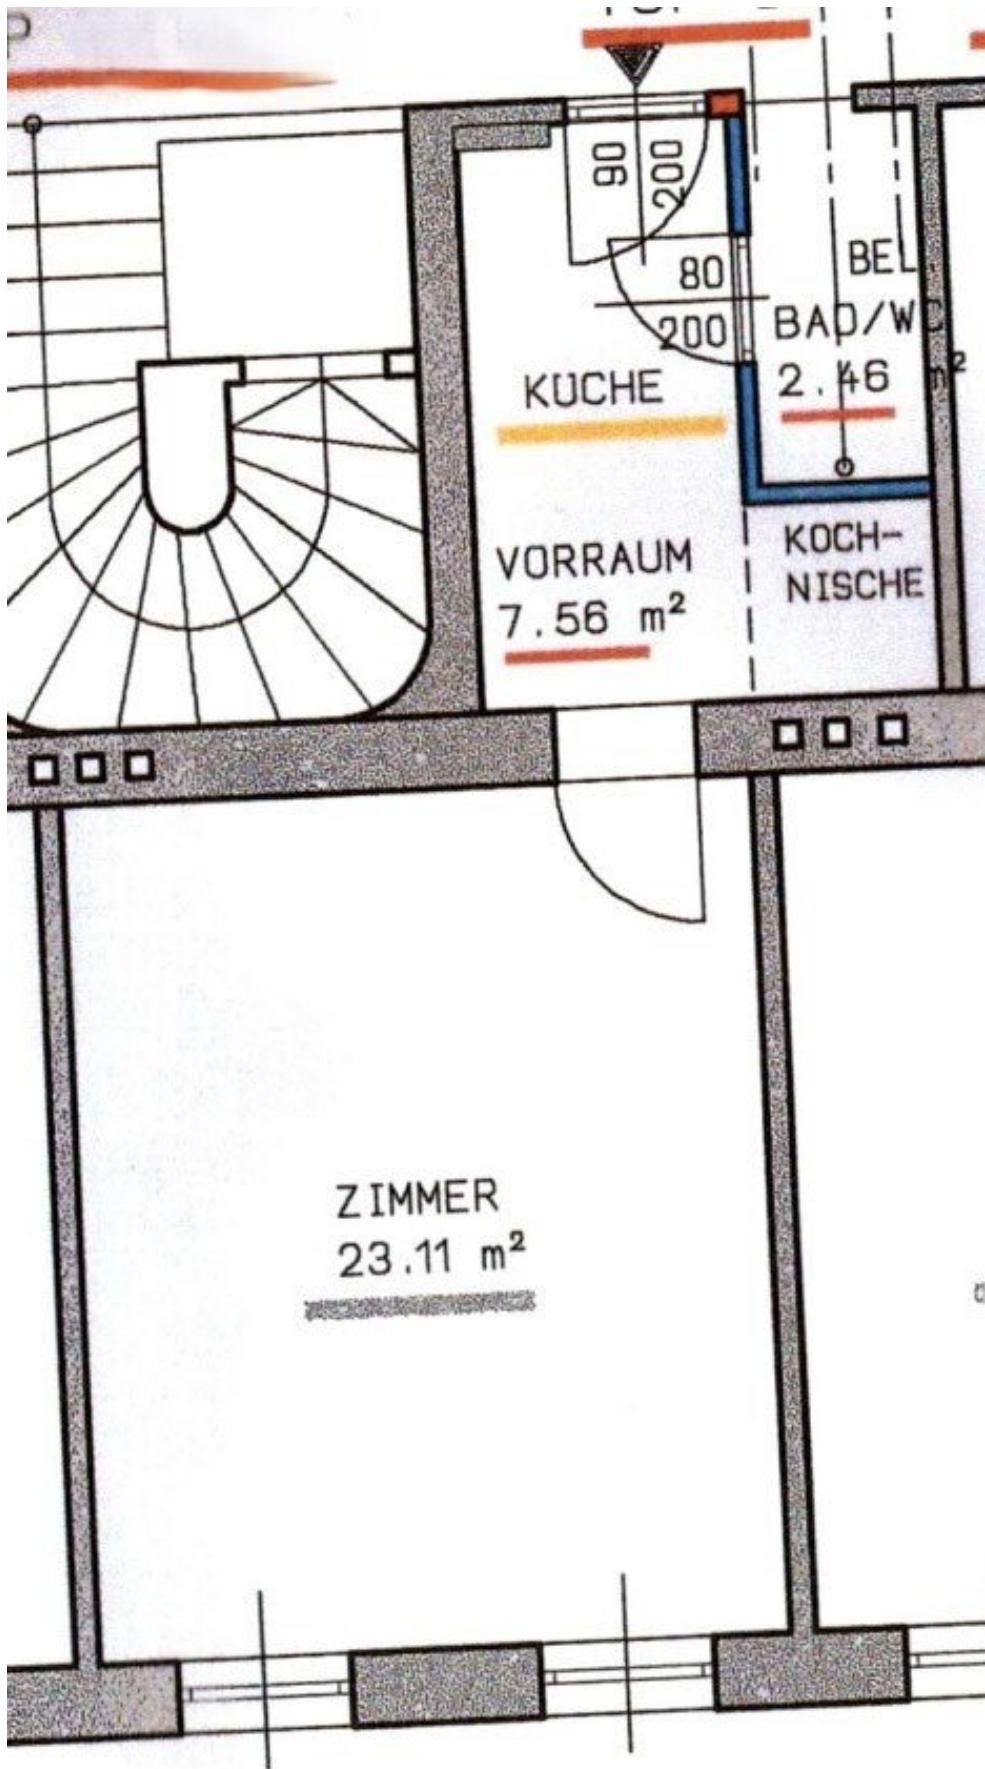 90
200
80
200
BEL.
BAD/WC
2.46 m²
KUCHE
VORRAUM
7.56 m²
KOCH-
NISCHE
ZIMMER
23.11 m²